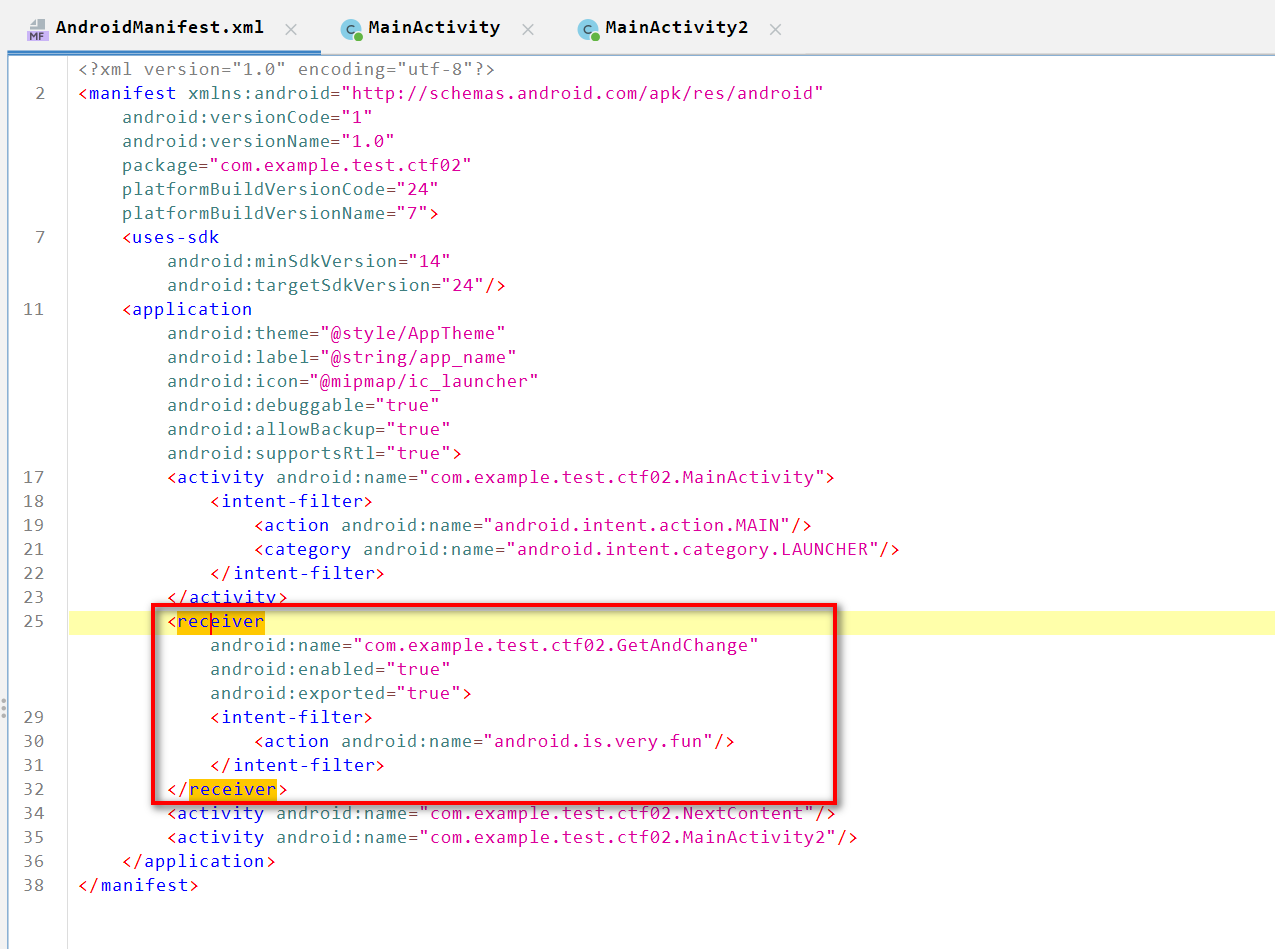 AndroidManifest.xml MainActivity MainActivity2
<?xml version="1.0" encoding="utf-8"?>
2 <manifest xmlns:android="http://schemas.android.com/apk/res/android"
android:versionCode="1"
android:versionName="1.0"
package="com.example.test.ctf02"
platformBuildVersionCode="24"
platformBuildVersionName="7">
7 <uses-sdk
android:minSdkVersion="14"
android:targetSdkVersion="24"/>
11 <application
android:theme="@style/AppTheme"
android:label="@string/app_name"
android:icon="@mipmap/ic_launcher"
android:debuggable="true"
android:allowBackup="true"
android:supportsRtl="true">
17 <activity android:name="com.example.test.ctf02.MainActivity">
18 <intent-filter>
19 <action android:name="android.intent.action.MAIN"/>
21 <category android:name="android.intent.category.LAUNCHER"/>
22 </intent-filter>
23 </activity>
25 <receiver
android:name="com.example.test.ctf02.GetAndChange"
android:enabled="true"
android:exported="true">
29 <intent-filter>
30 <action android:name="android.is.very.fun"/>
31 </intent-filter>
32 </receiver>
34 <activity android:name="com.example.test.ctf02.NextContent"/>
35 <activity android:name="com.example.test.ctf02.MainActivity2"/>
36 </application>
38 </manifest>